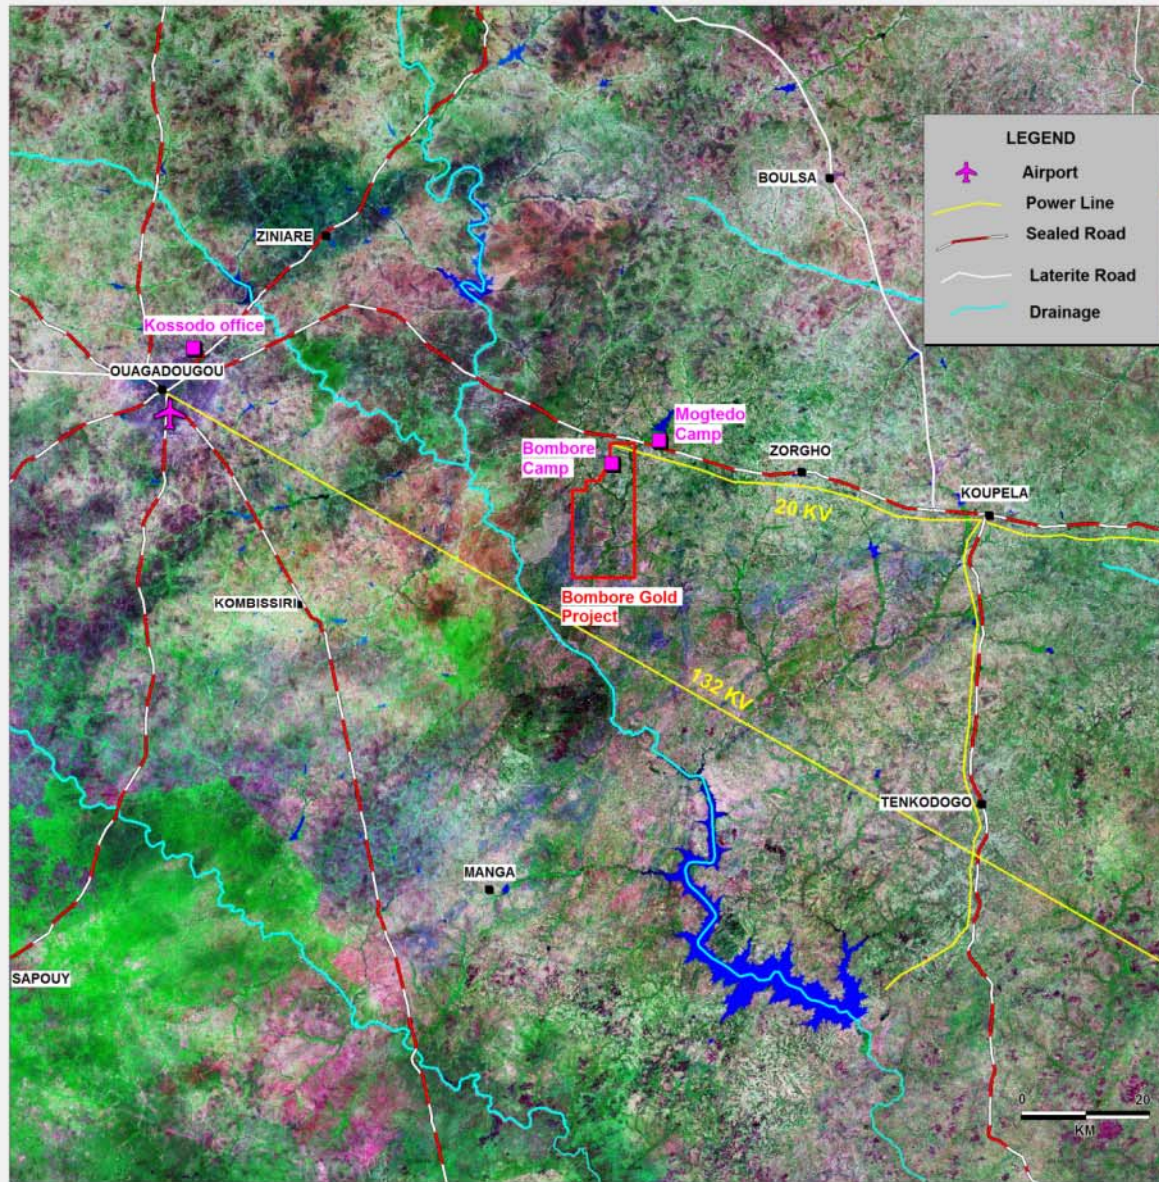 LEGEND
Airport
Power Line
Sealed Road
Laterite Road
Drainage
BOULSA
ZINIARE
Kossodo office
OUAGADOUGOU
Mogtedo
Camp
Bombore
Camp
ZORGHO
KOUPELA
20 KV
Bombore Gold
Project
KOMBISSIRI
132 KV
TENKODOGO
MANGA
SAPOUY
0 20
KM